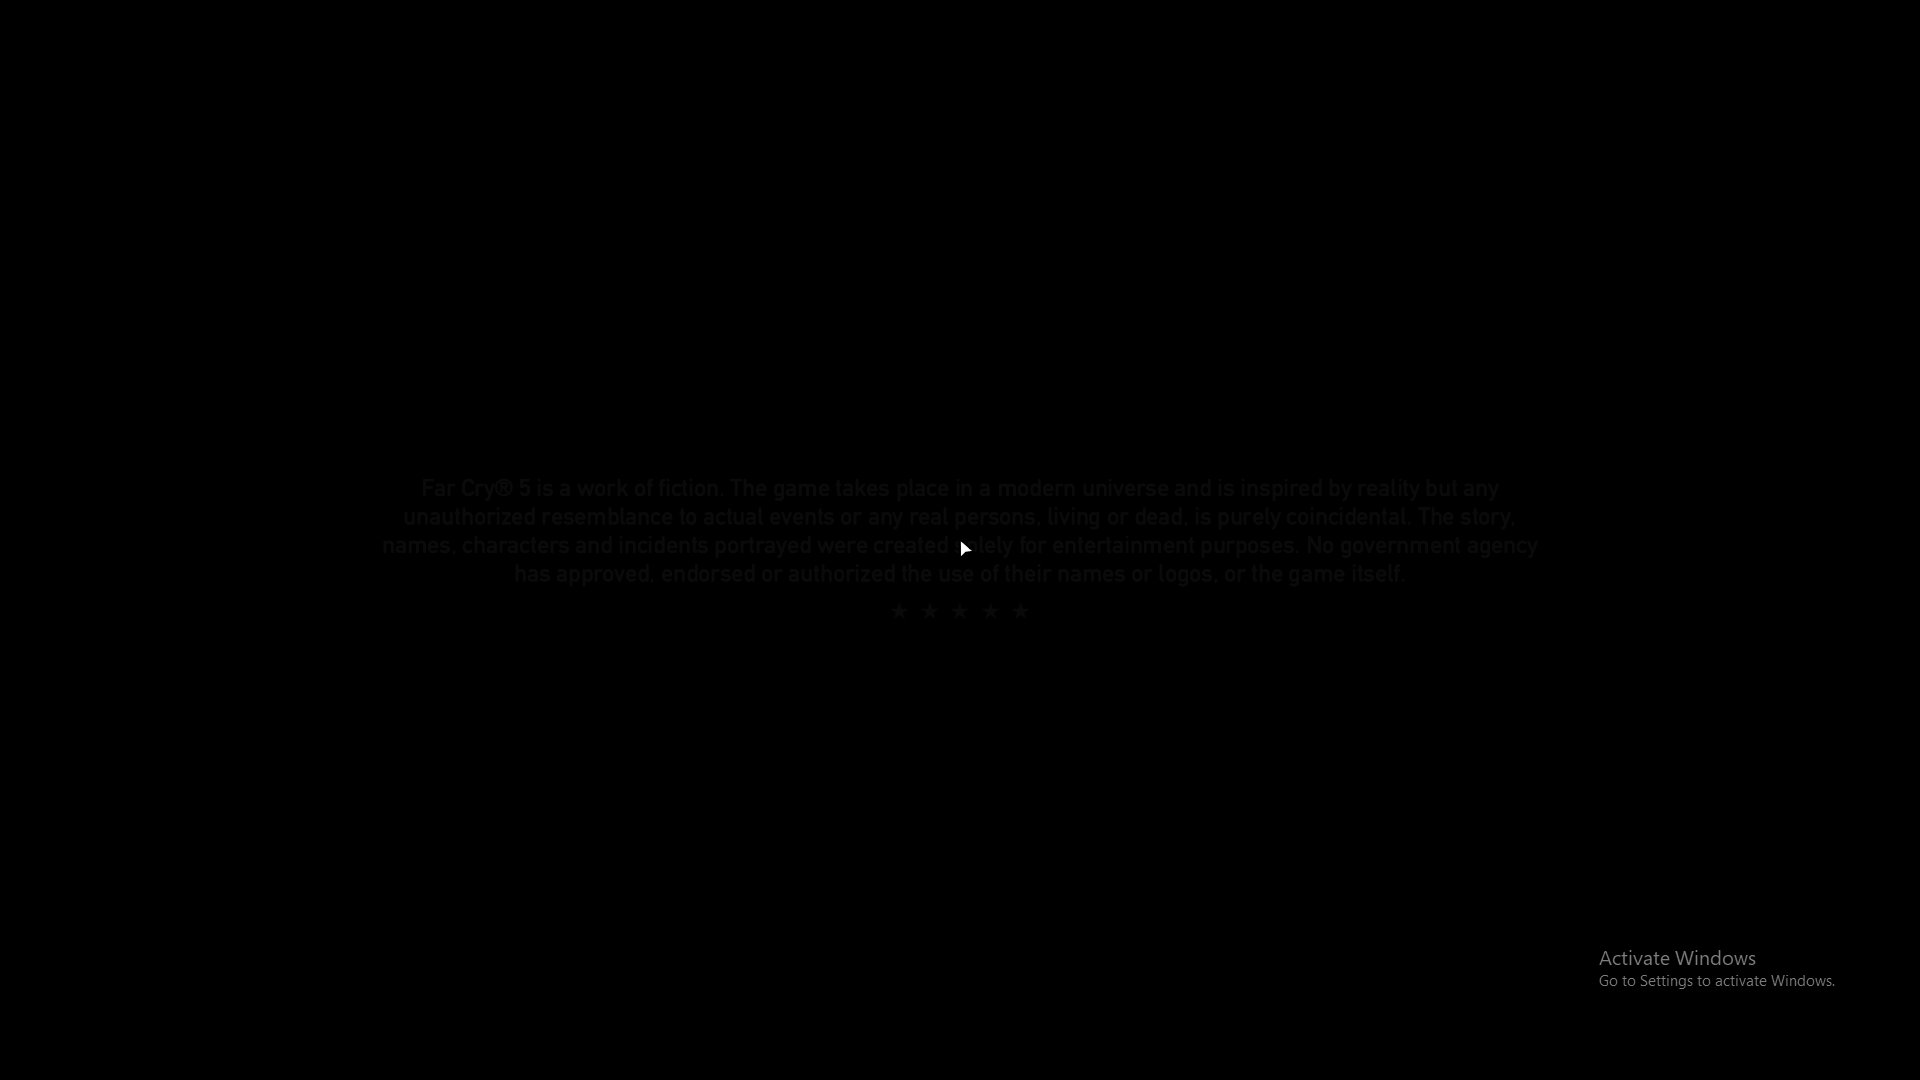 Far Cry® 5 is a work of fiction. The game takes place in a modern universe and is inspired by reality but any
unauthorized resemblance to actual events or any real persons, living or dead, is purely coincidental. The story,
names, characters and incidents portrayed were created solely for entertainment purposes. No government agency
has approved, endorsed or authorized the use of their names or logos, or the game itself.
★ ★ ★ ★ ★
Activate Windows
Go to Settings to activate Windows.